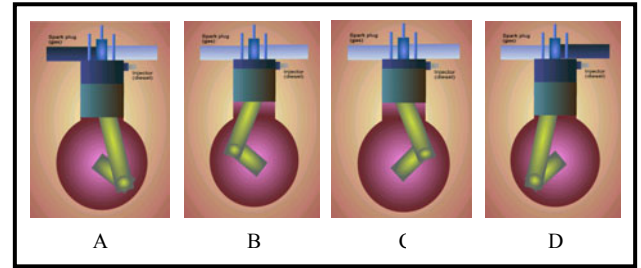 Spark plug
(gas)
Injector
(diesel)
Spark plug
(gas)
Injector
(diesel)
Spark plug
(gas)
Injector
(diesel)
Spark plug
(gas)
Injector
(diesel)
A B C D